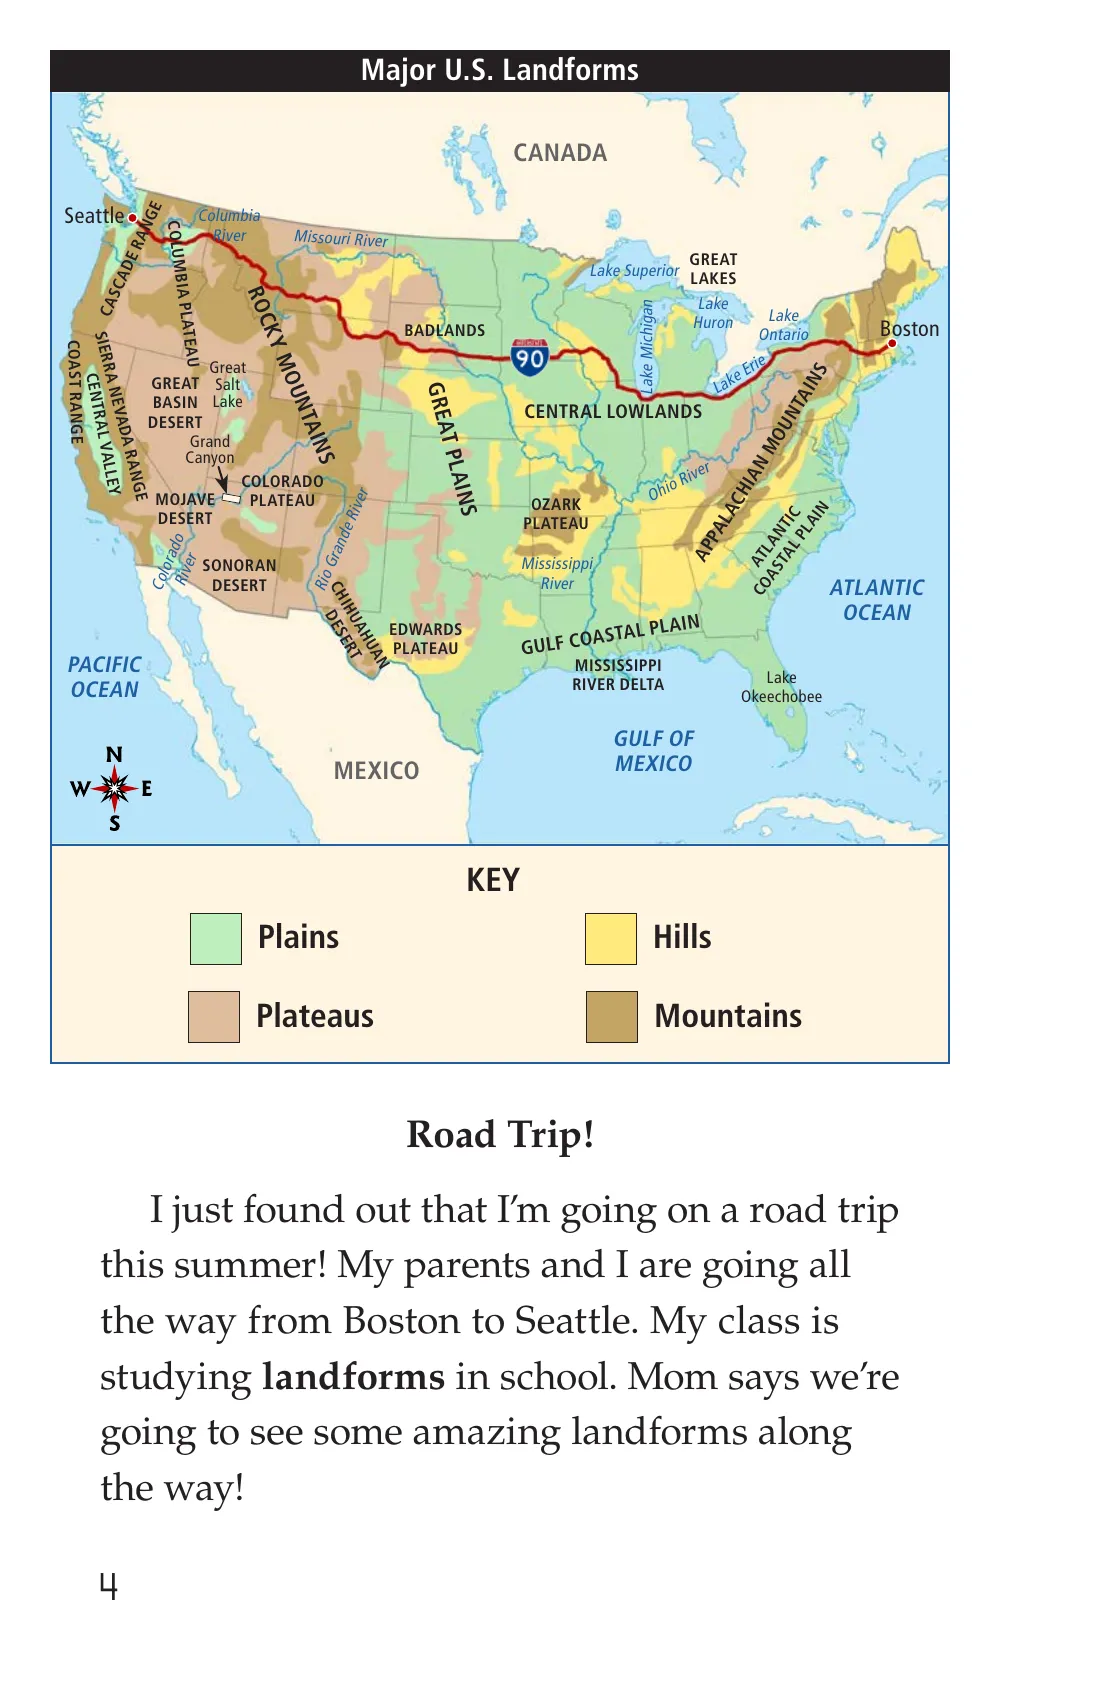 Major U.S. Landforms
CANADA
Seattle
Columbia
River
Missouri River
CASCADE RANGE
COLUMBIA PLATEAU
ROCKY MOUNTAINS
BADLANDS
INTERSTATE
90
Lake Superior
GREAT
LAKES
Lake
Huron
Lake Michigan
Lake
Ontario
Lake Erie
Boston
COAST RANGE
CENTRAL VALLEY
SIERRA NEVADA RANGE
GREAT
BASIN
DESERT
Great
Salt
Lake
Grand
Canyon
GREAT PLAINS
CENTRAL LOWLANDS
APPALACHIAN MOUNTAINS
Ohio River
MOJAVE
DESERT
COLORADO
PLATEAU
OZARK
PLATEAU
ATLANTIC
COASTAL PLAIN
Colorado
River
SONORAN
DESERT
Rio Grande River
CHIHUAHUAN
DESERT
EDWARDS
PLATEAU
Mississippi
River
GULF COASTAL PLAIN
MISSISSIPPI
RIVER DELTA
Lake
Okeechobee
ATLANTIC
OCEAN
PACIFIC
OCEAN
GULF OF
MEXICO
MEXICO
N
W E
S
KEY
Plains
Hills
Plateaus
Mountains
Road Trip!
I just found out that I’m going on a road trip
this summer! My parents and I are going all
the way from Boston to Seattle. My class is
studying landforms in school. Mom says we’re
going to see some amazing landforms along
the way!
4